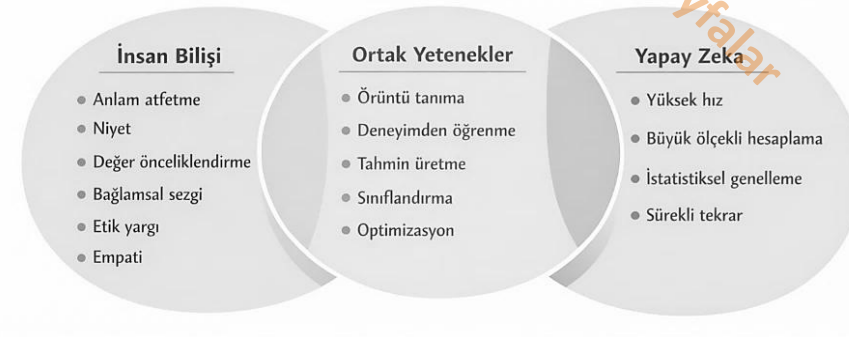 İnsan Bilişi
Anlam atfetme
Niyet
Değer önceliklendirme
Bağlamsal sezgi
Etik yargı
Empati
Ortak Yetenekler
Örüntü tanıma
Deneyimden öğrenme
Tahmin üretme
Sınıflandırma
Optimizasyon
Yapay Zeka
Yüksek hız
Büyük ölçekli hesaplama
İstatistiksel genelleme
Sürekli tekrar